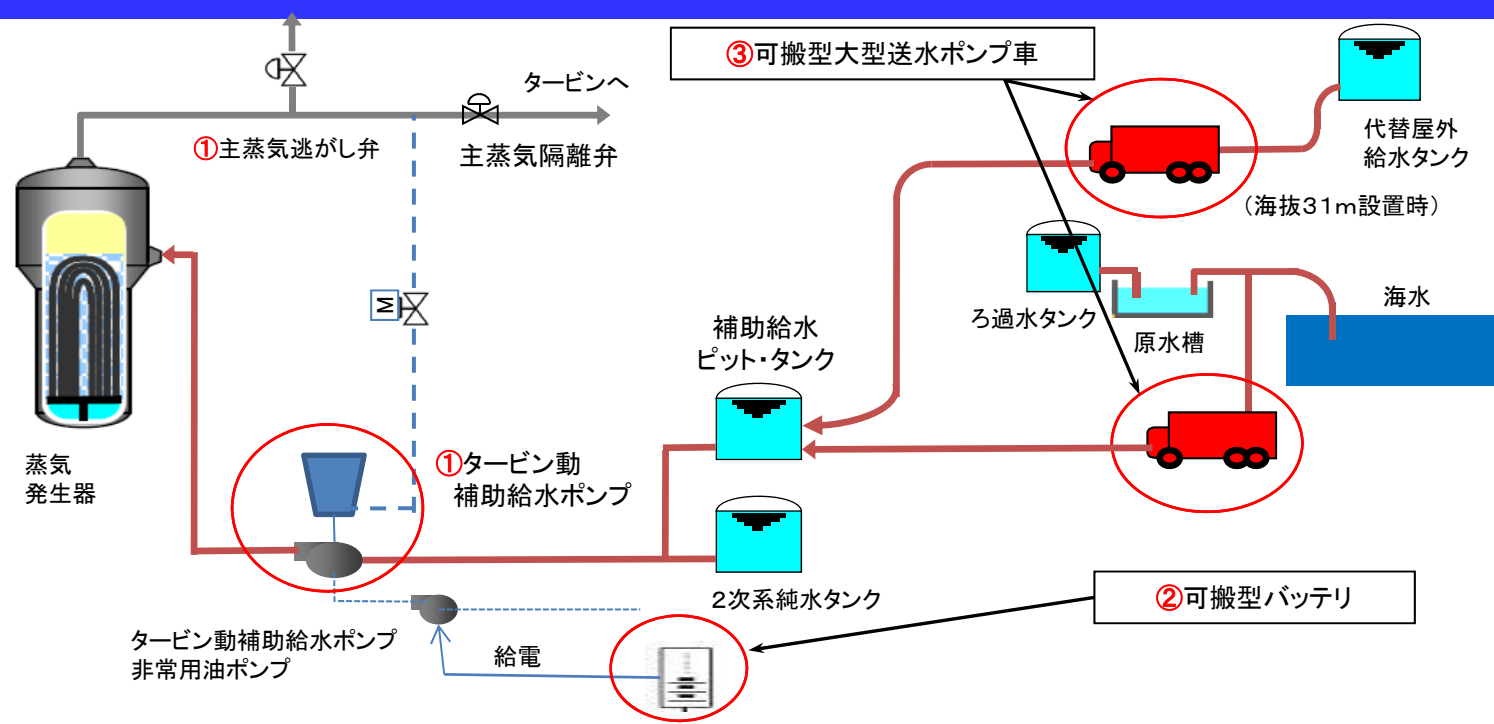 ③可搬型大型送水ポンプ車
タービンへ
①主蒸気逃がし弁
主蒸気隔離弁
代替屋外
給水タンク
（海抜31m設置時）
M
ろ過水タンク
原水槽
海水
補助給水
ピット・タンク
蒸気
発生器
①タービン動
補助給水ポンプ
2次系純水タンク
②可搬型バッテリ
タービン動補助給水ポンプ
非常用油ポンプ
給電